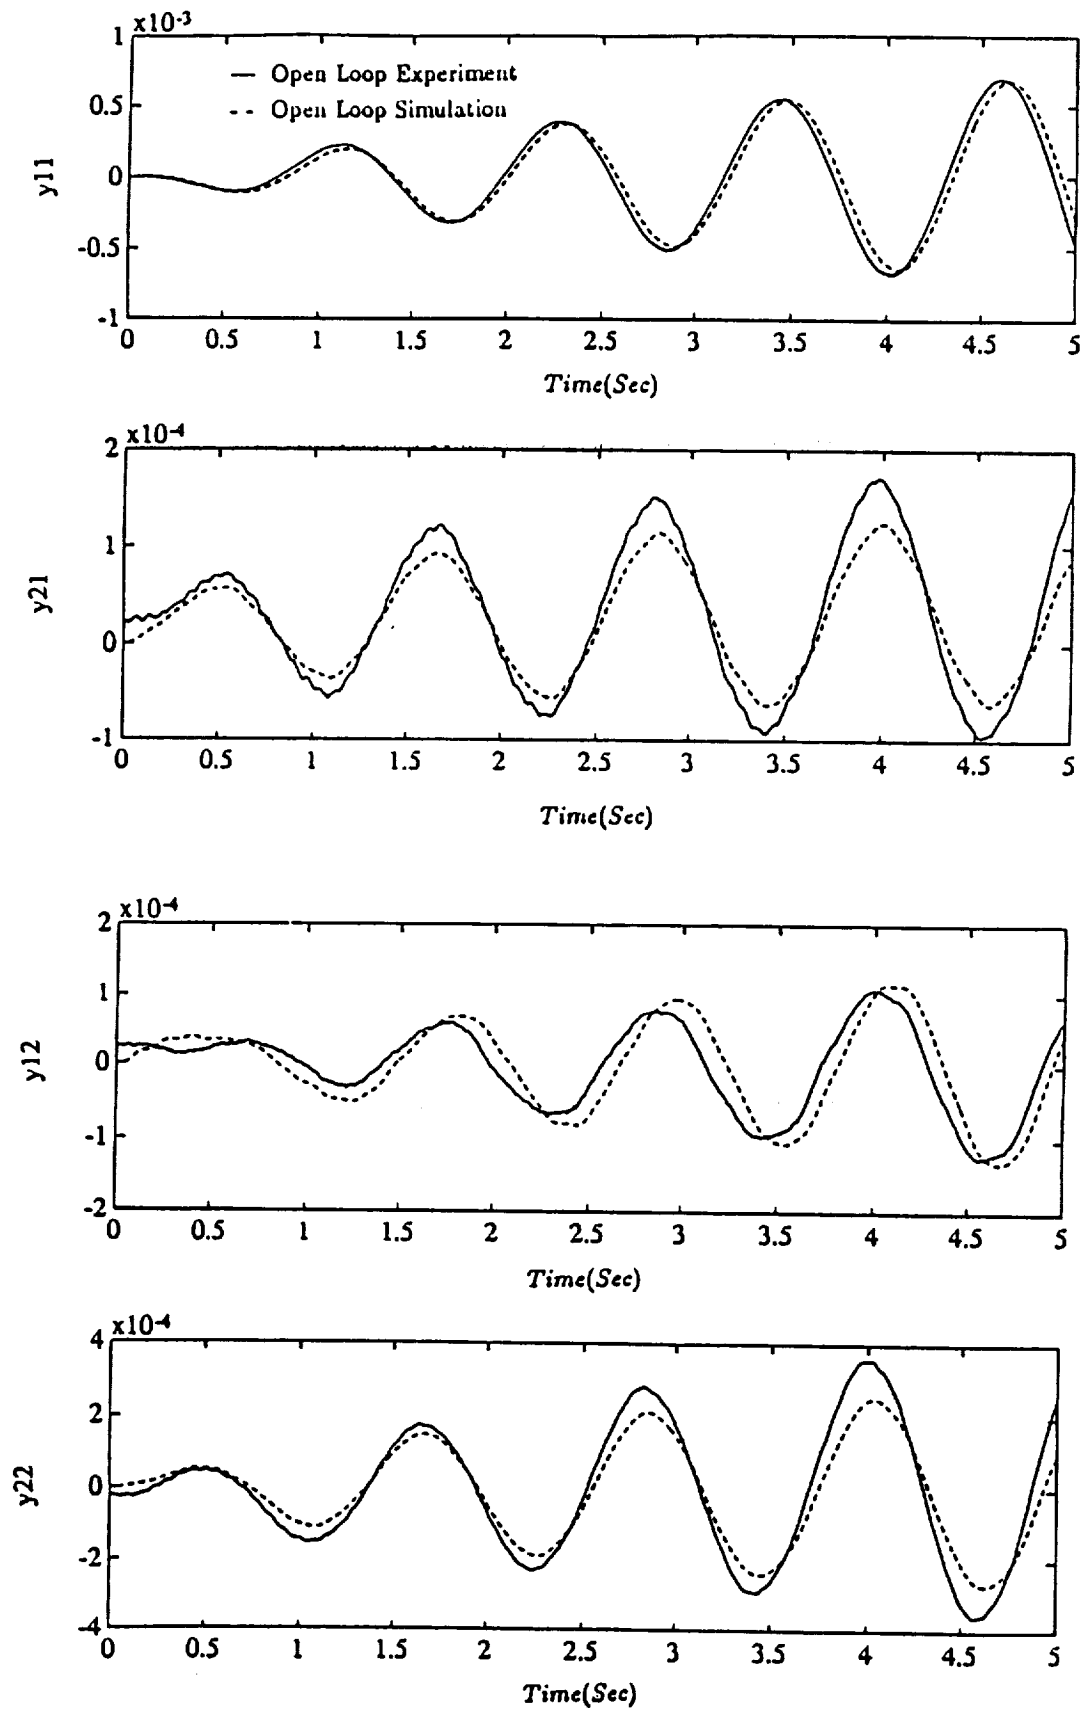 x10-3
1
— Open Loop Experiment
0.5
-- Open Loop Simulation
y11
0
-0.5
-1
0 0.5 1 1.5 2 2.5 3 3.5 4 4.5 5
Time(Sec)
x10-4
2
1
y21
0
-1
0 0.5 1 1.5 2 2.5 3 3.5 4 4.5 5
Time(Sec)
x10-4
2
1
y12
0
-1
-2
0 0.5 1 1.5 2 2.5 3 3.5 4 4.5 5
Time(Sec)
x10-4
4
2
y22
0
-2
-4
0 0.5 1 1.5 2 2.5 3 3.5 4 4.5 5
Time(Sec)